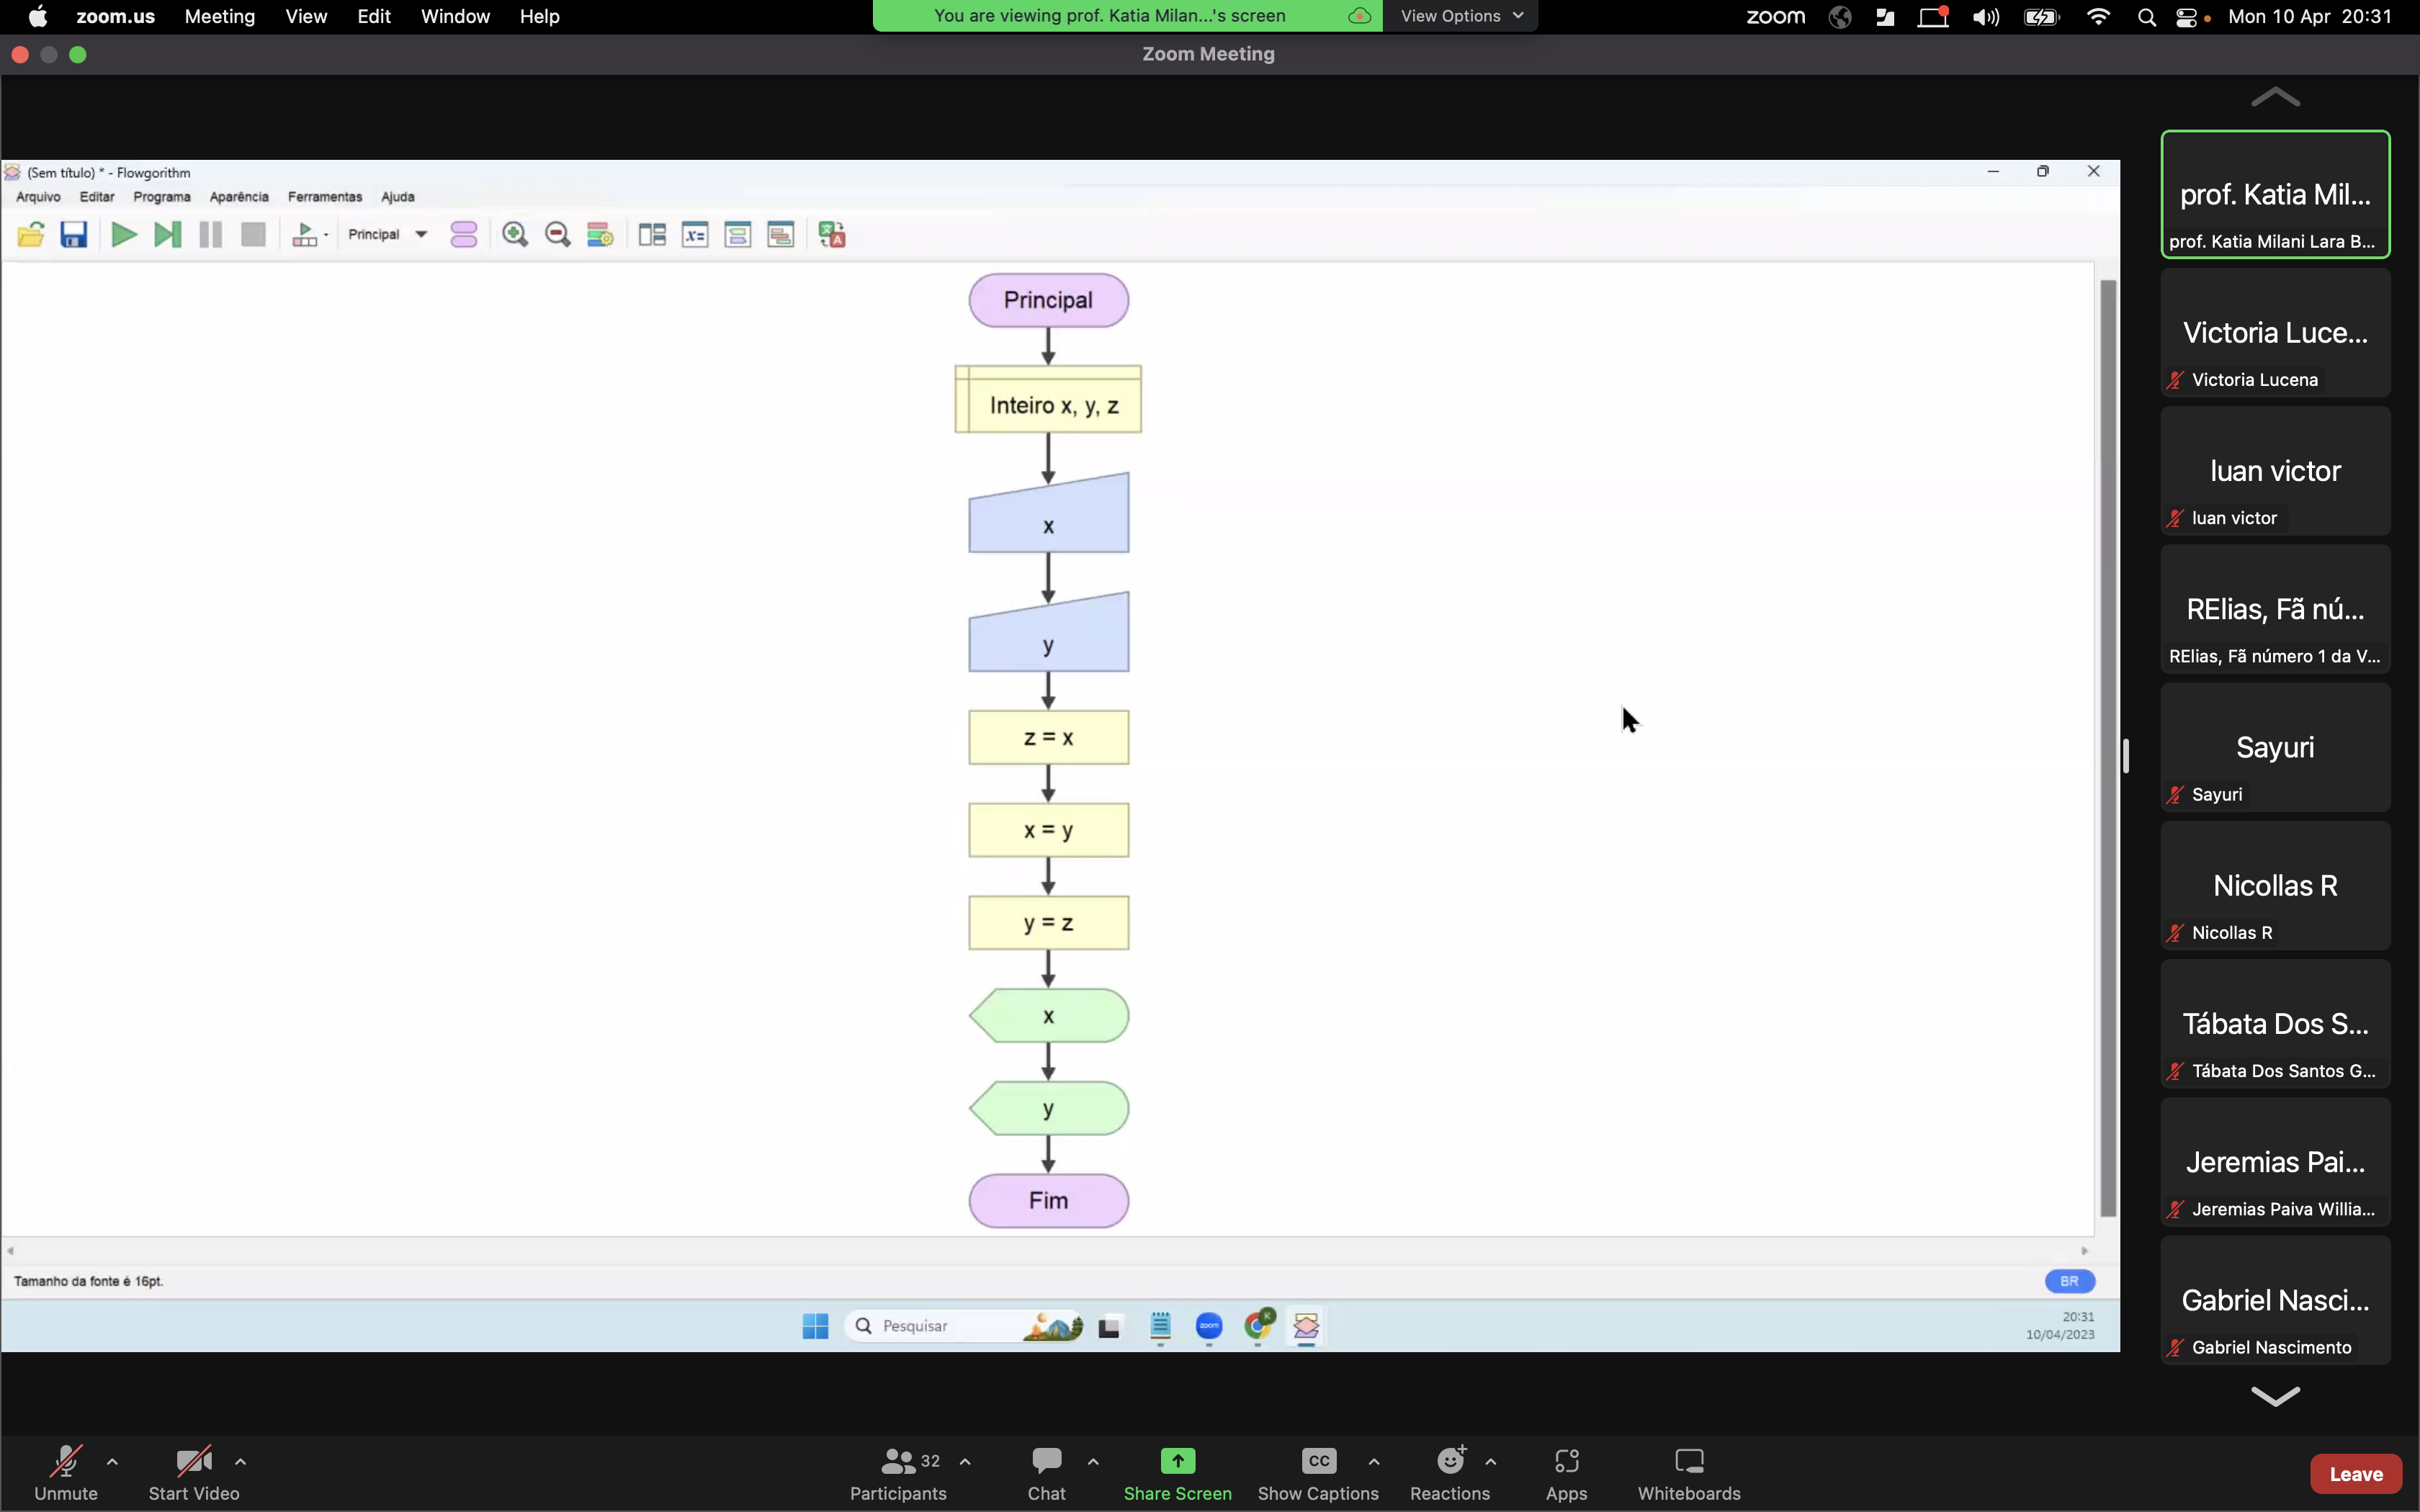 zoom.us Meeting View Edit Window Help
You are viewing prof. Katia Milan...'s screen
View Options
zoom
Mon 10 Apr 20:31
Zoom Meeting
(Sem título) * - Flowgorithm
Arquivo Editar Programa Aparência Ferramentas Ajuda
Principal
Principal
Inteiro x, y, z
x
y
z = x
x = y
y = z
x
y
Fim
Tamanho da fonte é 16pt.
BR
Pesquisar
zoom
K
20:31
10/04/2023
prof. Katia Mil...
prof. Katia Milani Lara B...
Victoria Luce...
Victoria Lucena
luan victor
luan victor
RElias, Fã nú...
RElias, Fã número 1 da V...
Sayuri
Sayuri
Nicollas R
Nicollas R
Tábata Dos S...
Tábata Dos Santos G...
Jeremias Pai...
Jeremias Paiva Willia...
Gabriel Nasci...
Gabriel Nascimento
Unmute
Start Video
32
Participants
Chat
Share Screen
CC
Show Captions
Reactions
Apps
Whiteboards
Leave